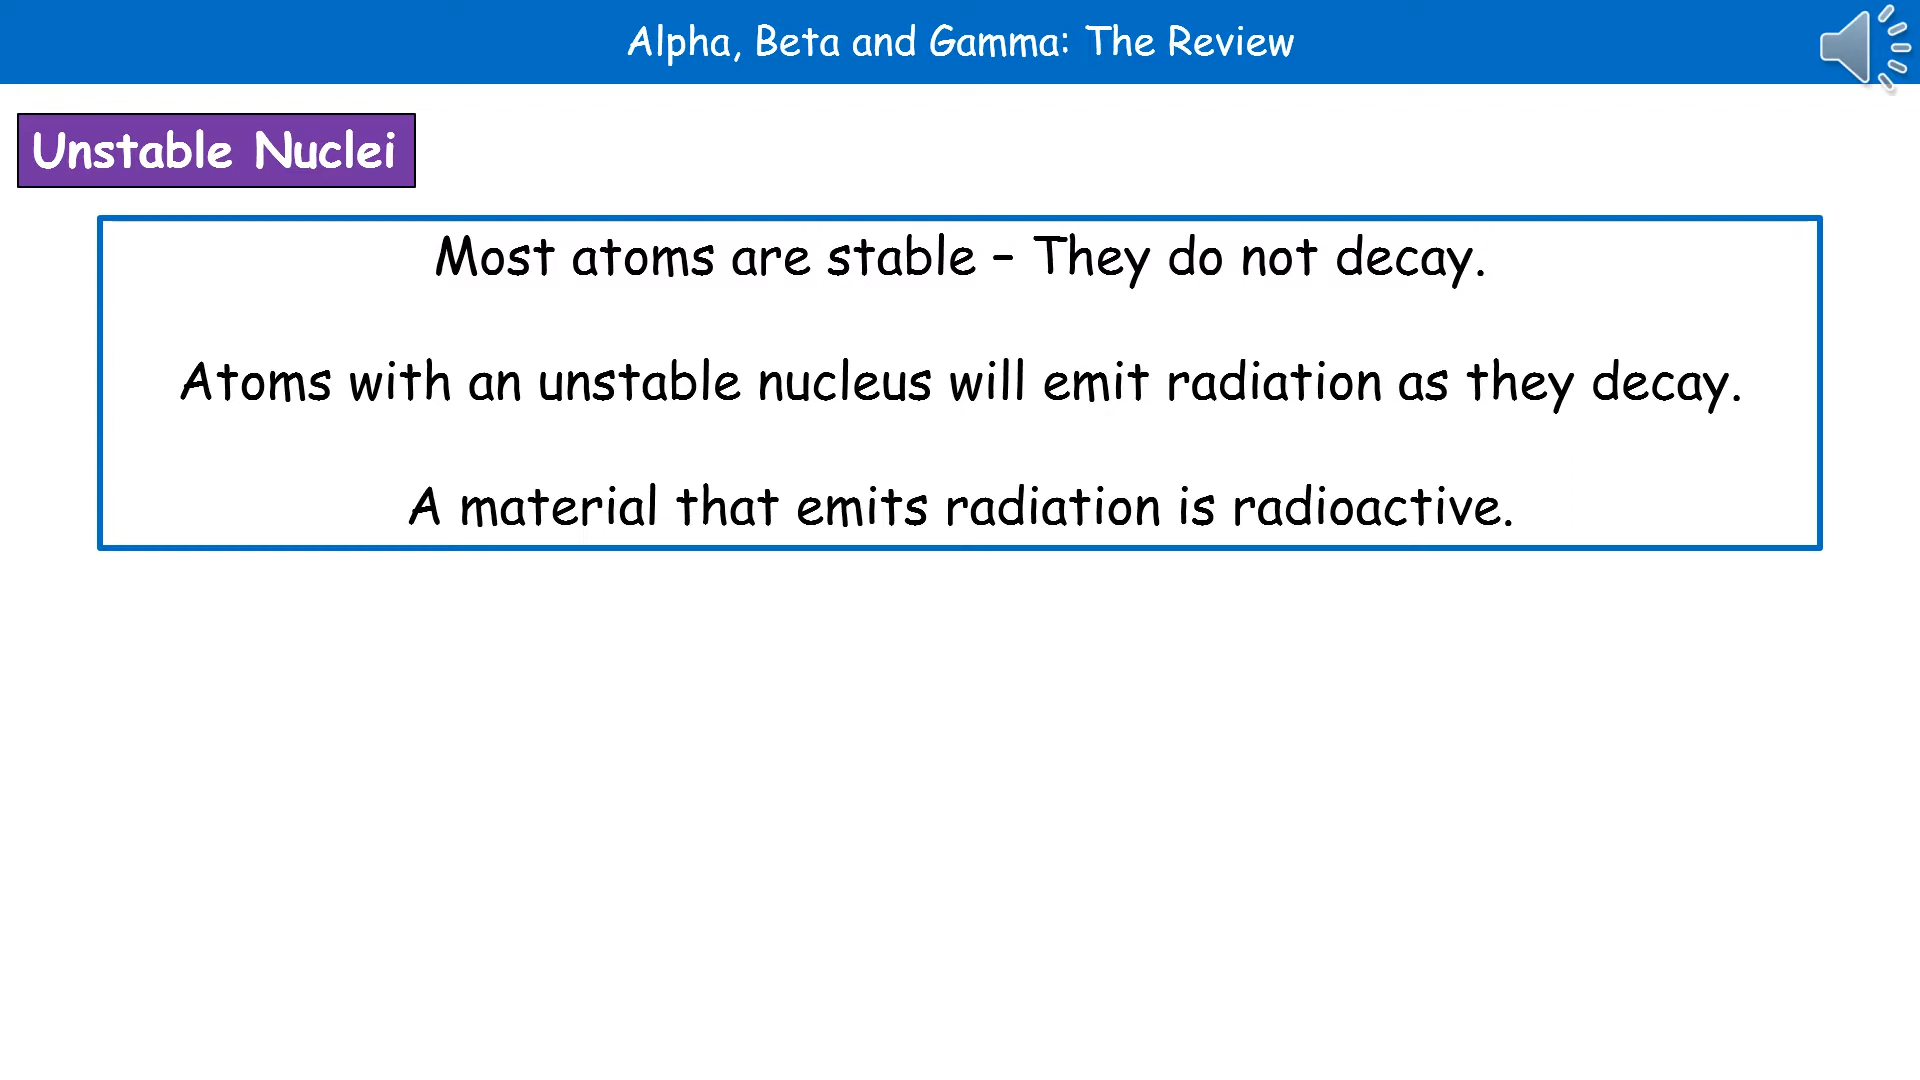 Alpha, Beta and Gamma: The Review
Unstable Nuclei
Most atoms are stable – They do not decay.
Atoms with an unstable nucleus will emit radiation as they decay.
A material that emits radiation is radioactive.